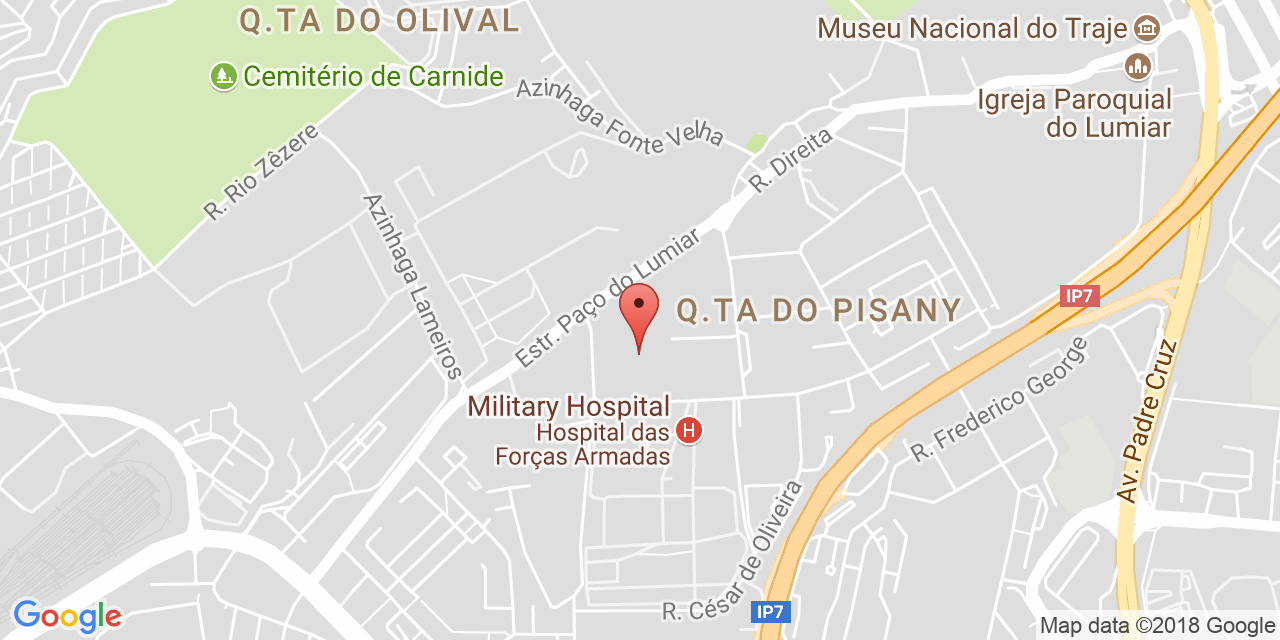 Q.TA DO OLIVAL
Museu Nacional do Traje
Cemitério de Carnide
Azinhaga Fonte Velha
Igreja Paroquial
do Lumiar
R. Rio Zêzere
R. Direita
Azinhaga Lameiros
Estr. Paço do Lumiar
IP7
Q.TA DO PISANY
Av. Padre Cruz
R. Frederico George
Military Hospital
Hospital das
Forças Armadas
H
R. César de Oliveira
IP7
Google
Map data ©2018 Google